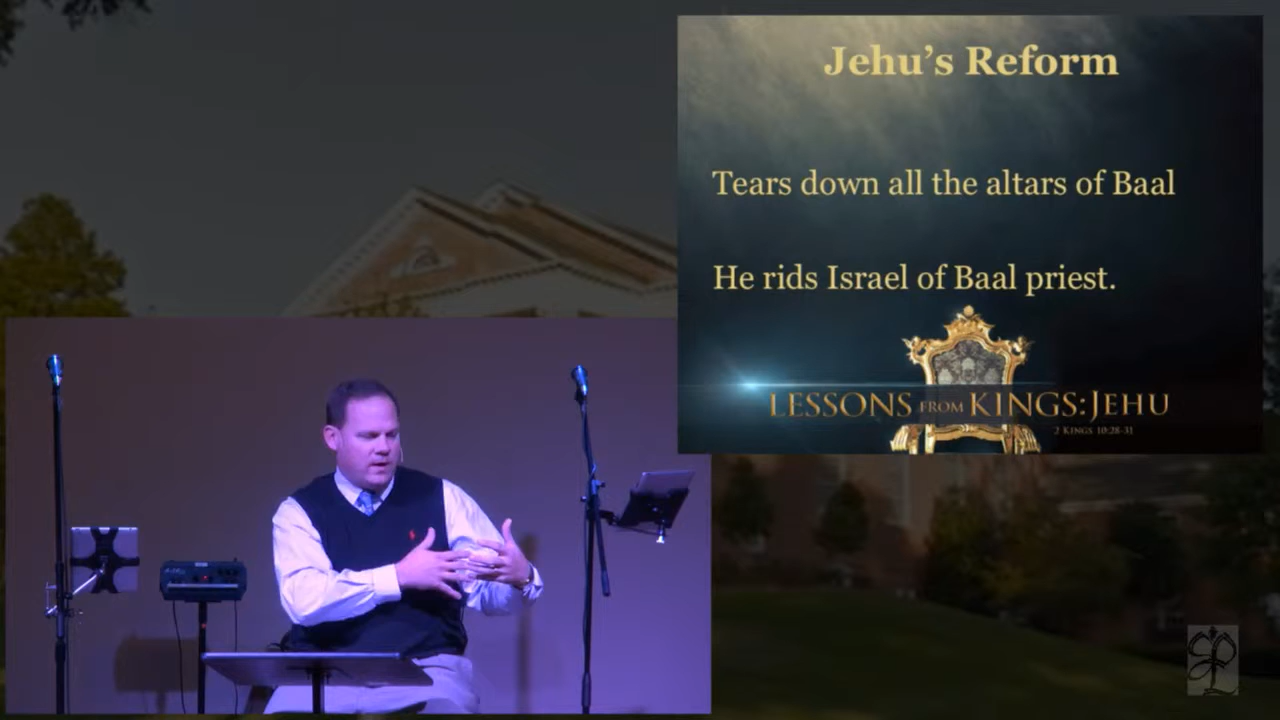 Jehu's Reform
Tears down all the altars of Baal
He rids Israel of Baal priest.
LESSONS FROM KINGS:JEHU
2 KINGS 10:28-31